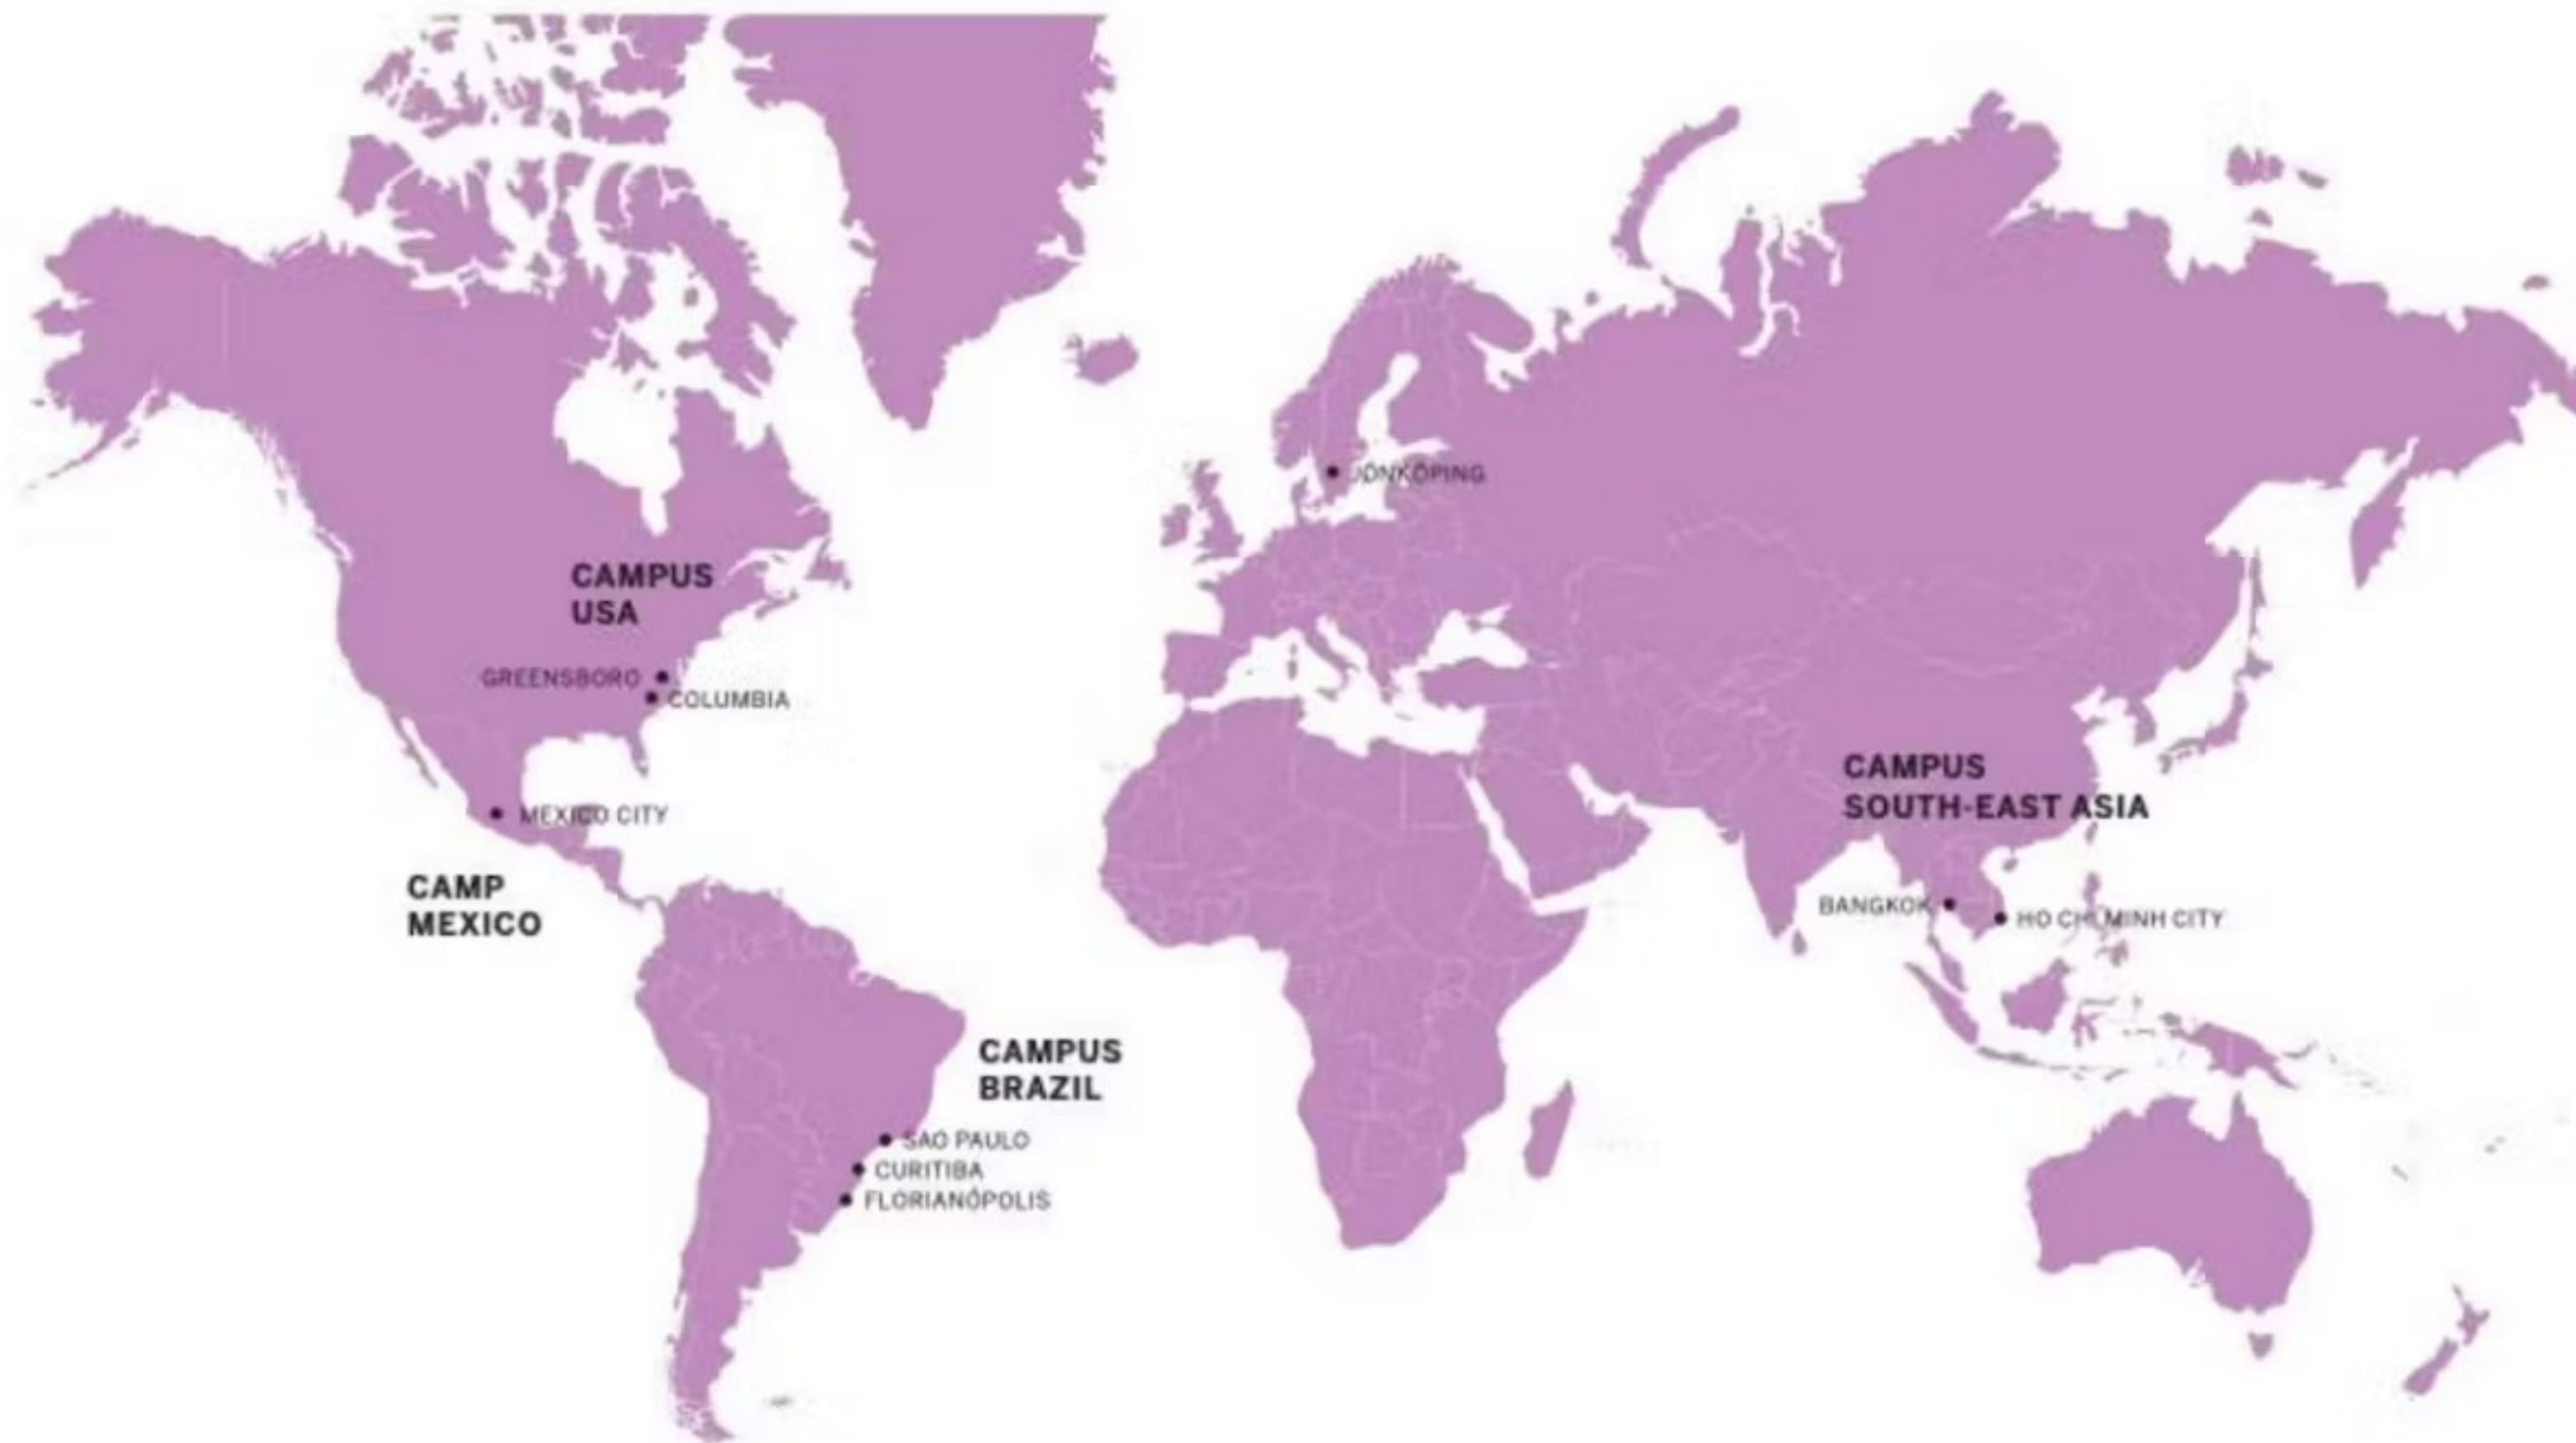 JÖNKÖPING
CAMPUS
USA
GREENSBORO
COLUMBIA
MEXICO CITY
CAMP
MEXICO
CAMPUS
SOUTH-EAST ASIA
BANGKOK
HO CHI MINH CITY
CAMPUS
BRAZIL
SAO PAULO
CURITIBA
FLORIANÓPOLIS